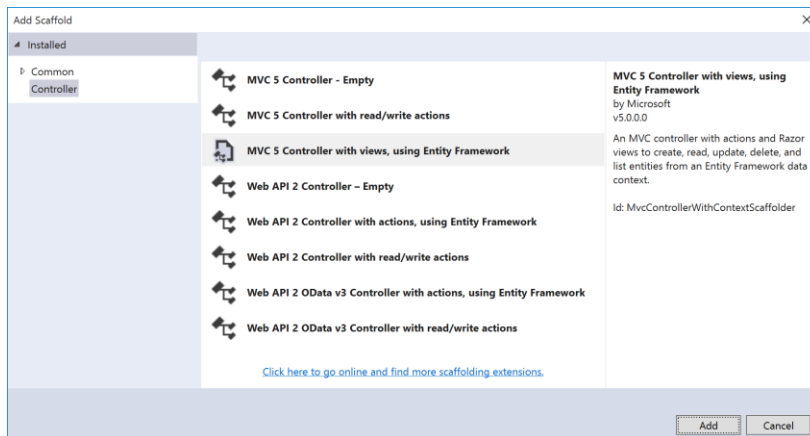 Add Scaffold
Installed
Common
Controller
MVC 5 Controller - Empty
MVC 5 Controller with read/write actions
MVC 5 Controller with views, using Entity Framework
Web API 2 Controller – Empty
Web API 2 Controller with actions, using Entity Framework
Web API 2 Controller with read/write actions
Web API 2 OData v3 Controller with actions, using Entity Framework
Web API 2 OData v3 Controller with read/write actions
Click here to go online and find more scaffolding extensions.
MVC 5 Controller with views, using
Entity Framework
by Microsoft
v5.0.0.0
An MVC controller with actions and Razor
views to create, read, update, delete, and
list entities from an Entity Framework data
context.
Id: MvcControllerWithContextScaffolder
Add
Cancel